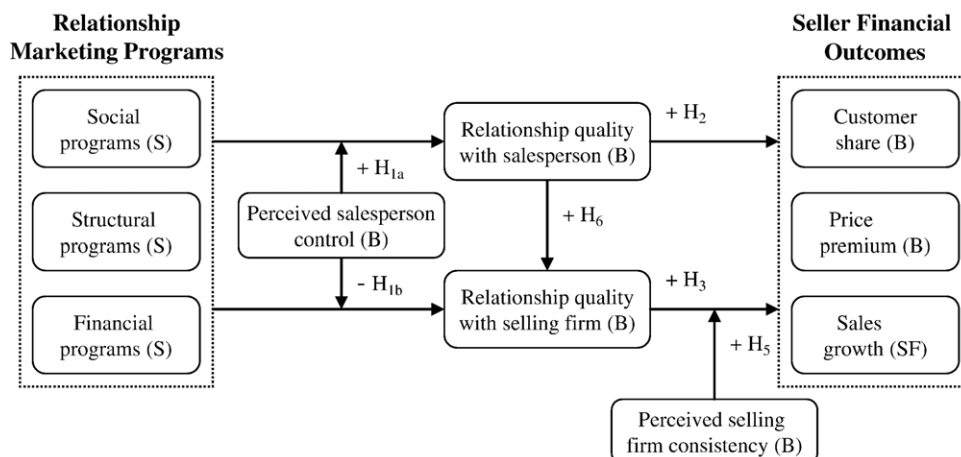 Relationship
Marketing Programs
Seller Financial
Outcomes
Social
programs (S)
Structural
programs (S)
Financial
programs (S)
+ H1a
Perceived salesperson
control (B)
- H1b
Relationship quality
with salesperson (B)
+ H6
Relationship quality
with selling firm (B)
+ H2
+ H3
+ H5
Perceived selling
firm consistency (B)
Customer
share (B)
Price
premium (B)
Sales
growth (SF)